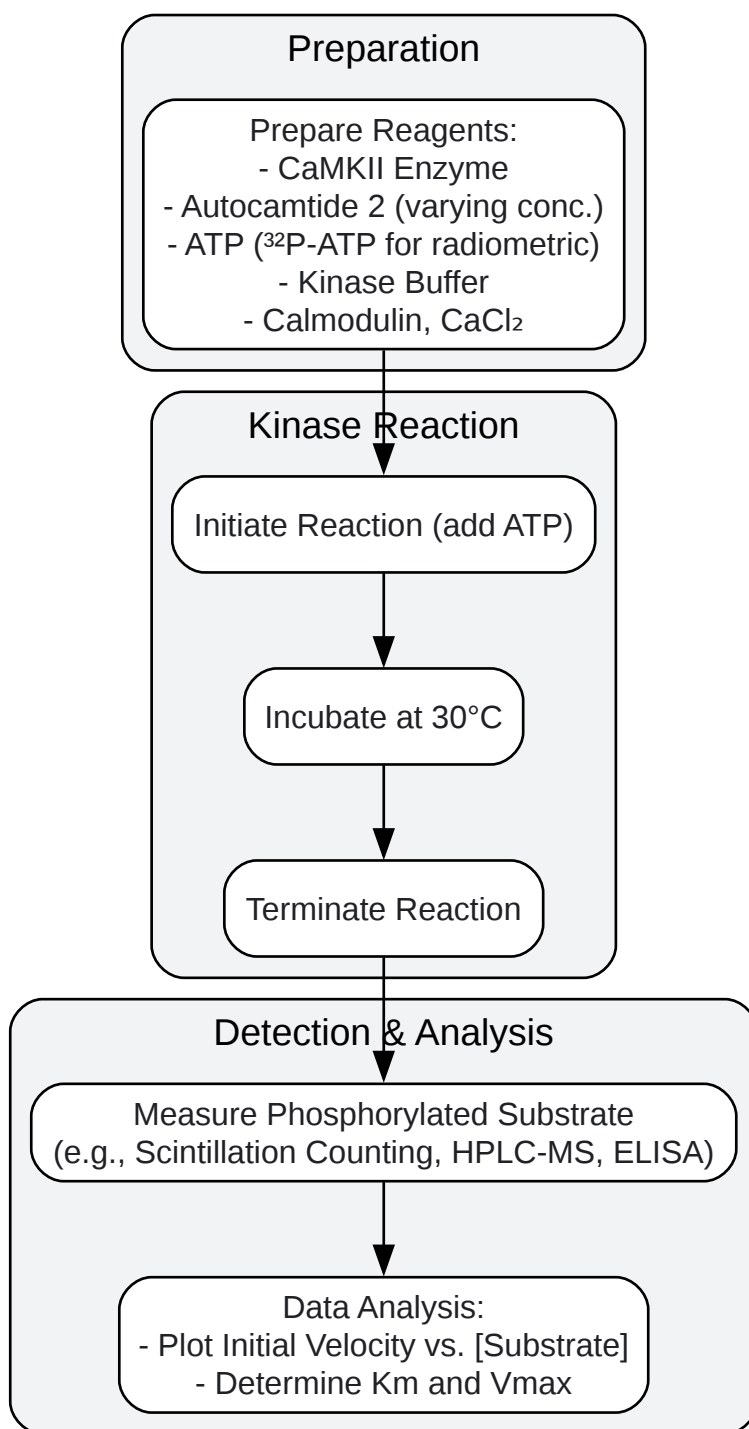 Preparation
Prepare Reagents:
- CaMKII Enzyme
- Autocamtide 2 (varying conc.)
- ATP (³²P-ATP for radiometric)
- Kinase Buffer
- Calmodulin, CaCl₂
Kinase Reaction
Initiate Reaction (add ATP)
Incubate at 30°C
Terminate Reaction
Detection & Analysis
Measure Phosphorylated Substrate
(e.g., Scintillation Counting, HPLC-MS, ELISA)
Data Analysis:
- Plot Initial Velocity vs. [Substrate]
- Determine Km and Vmax